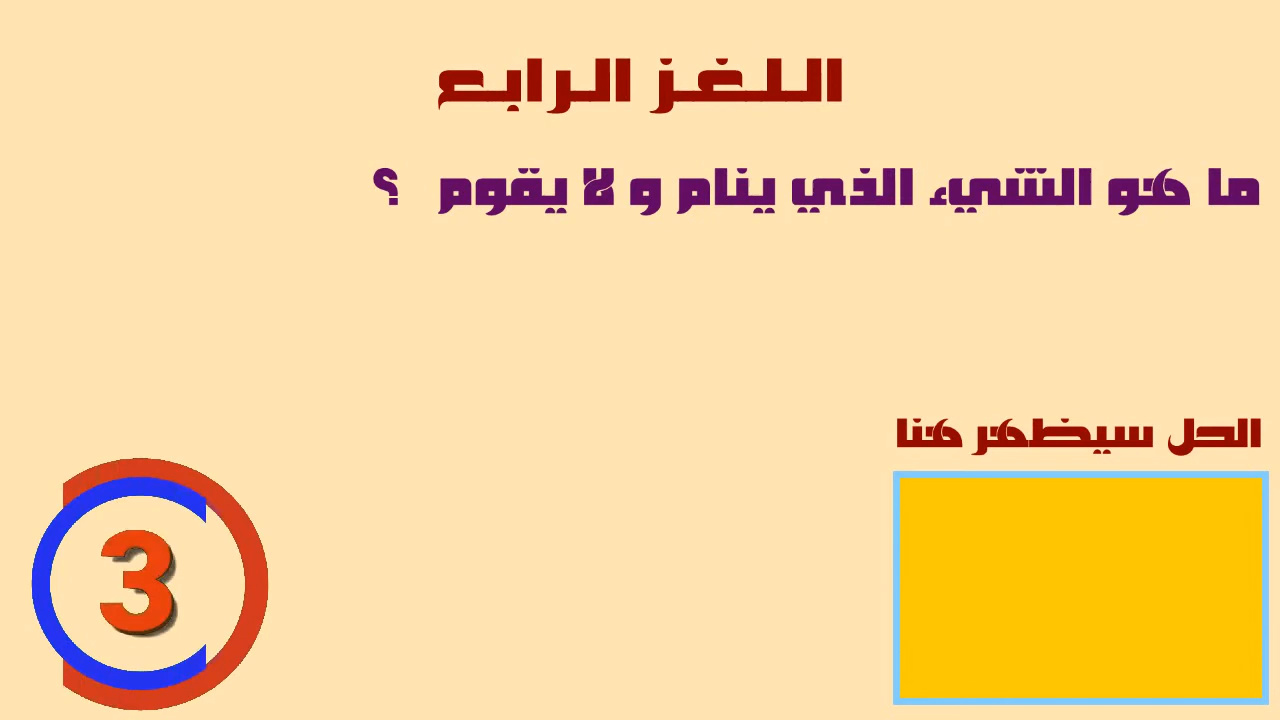 اللغز الرابع
ما هو الشيء الذي ينام و لا يقوم ؟
الحل سيظهر هنا
3